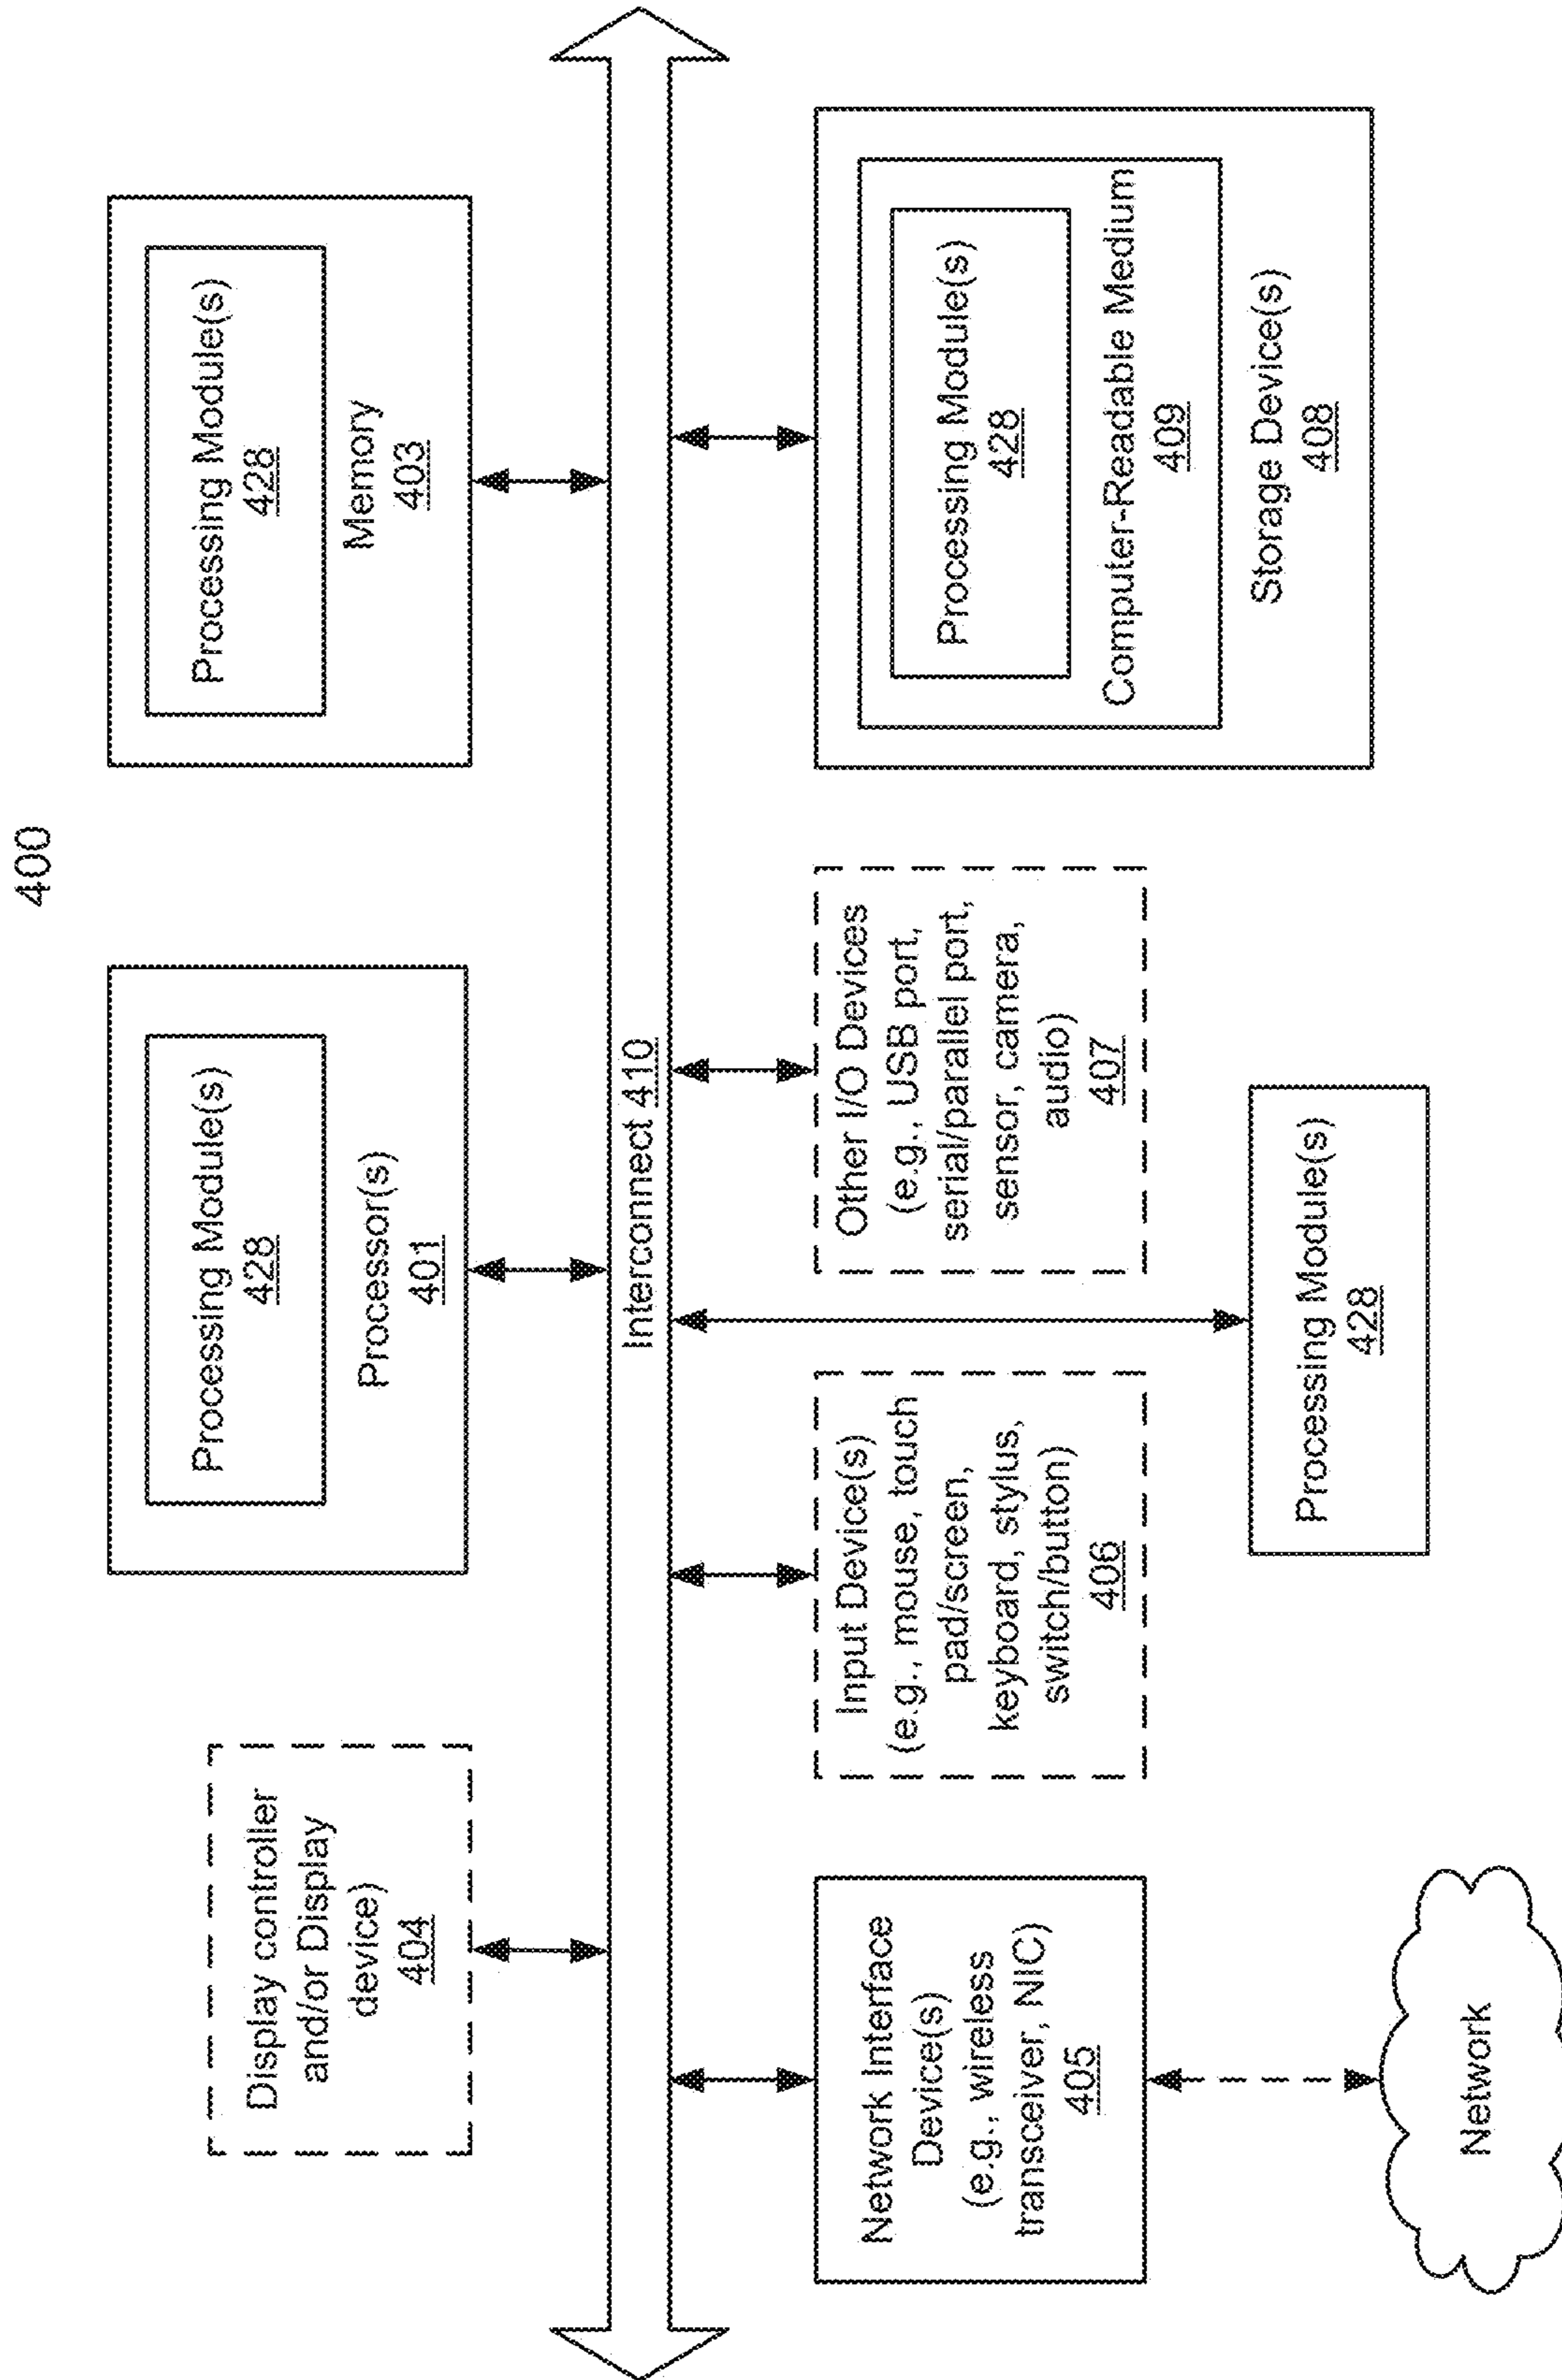 400
Display controller
and/or Display
device)
404
Processing Module(s)
428
Processor(s)
401
Processing Module(s)
428
Memory
403
Interconnect 410
Network Interface
Device(s)
(e.g., wireless
transceiver, NIC)
405
Input Device(s)
(e.g., mouse, touch
pad/screen,
keyboard, stylus,
switch/button)
406
Other I/O Devices
(e.g., USB port,
serial/parallel port,
sensor, camera,
audio)
407
Processing Module(s)
428
Computer-Readable Medium
409
Storage Device(s)
408
Network
Processing Module(s)
428